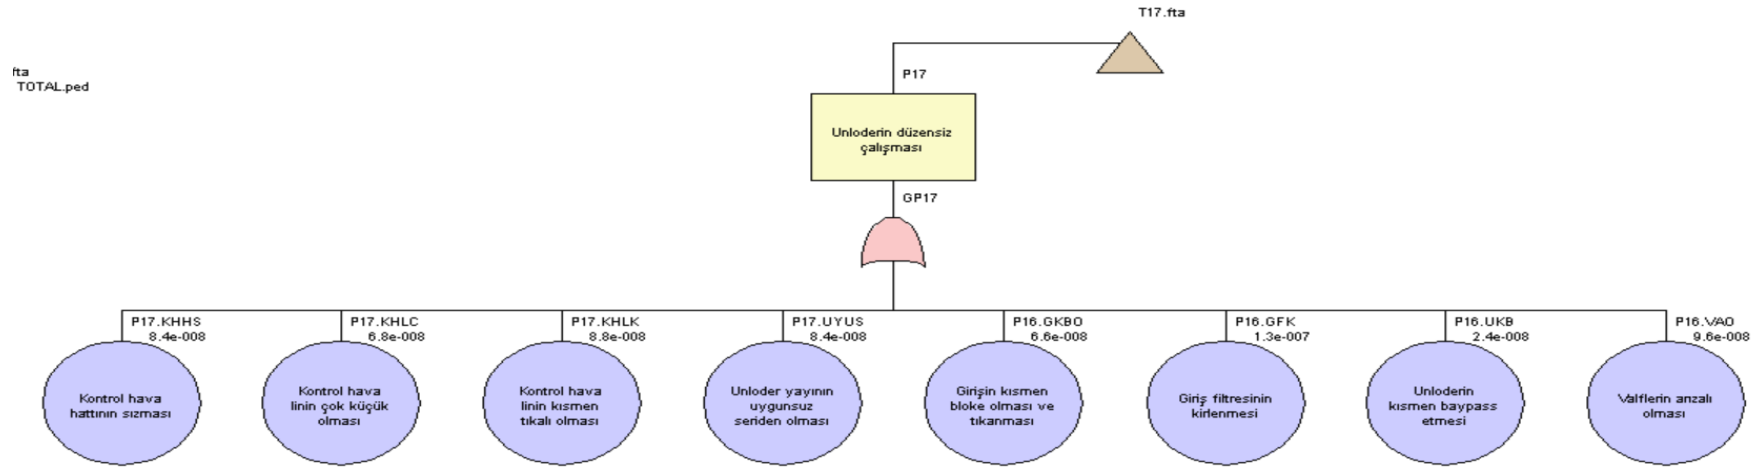 T17.fta
fta
TOTAL.ped
P17
Unloderin düzensiz
çalışması
GP17
P17.KHHS
8.4e-008
P17.KHLC
6.8e-008
P17.KHLK
8.8e-008
P17.UYUS
8.4e-008
P16.GKBO
6.6e-008
P16.GFK
1.3e-007
P16.UKB
2.4e-008
P16.VAO
9.6e-008
Kontrol hava
hattının sızması
Kontrol hava
linin çok küçük
olması
Kontrol hava
linin kısmen
tıkalı olması
Unloder yayının
uygunsuz
seriden olması
Girişin kısmen
bloke olması ve
tıkanması
Giriş filtresinin
kirlenmesi
Unloderin
kısmen baypass
etmesi
Valflerin arızalı
olması